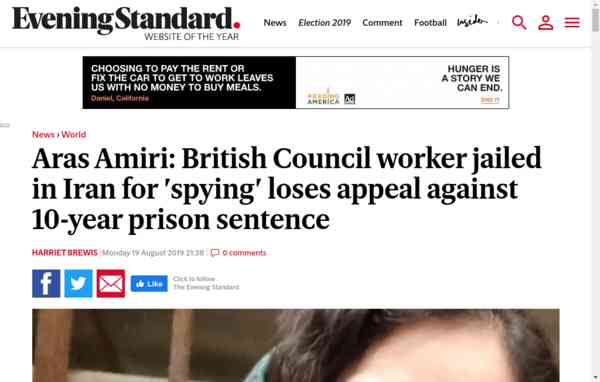 Evening Standard.
WEBSITE OF THE YEAR
News Election 2019 Comment Football Insider
CHOOSING TO PAY THE RENT OR
FIX THE CAR TO GET TO WORK LEAVES
US WITH NO MONEY TO BUY MEALS.
Daniel, California
FEEDING
AMERICA
Ad
HUNGER IS
A STORY WE
CAN END.
END IT
News › World
Aras Amiri: British Council worker jailed
in Iran for 'spying' loses appeal against
10-year prison sentence
HARRIET BREWIS | Monday 19 August 2019 21:38 | 0 comments
f
Like
Click to follow
The Evening Standard